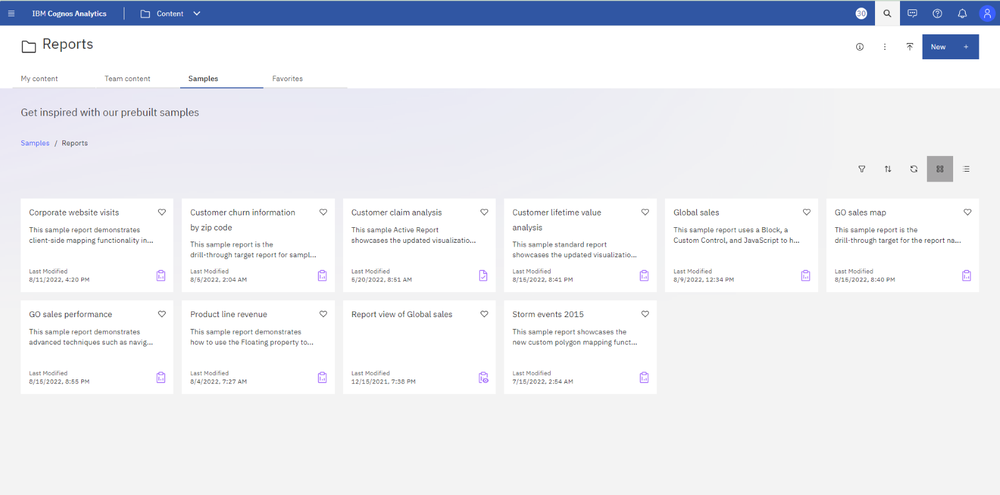 IBM Cognos Analytics
Content
30
Reports
New +
My content
Team content
Samples
Favorites
Get inspired with our prebuilt samples
Samples / Reports
Corporate website visits
This sample report demonstrates
client-side mapping functionality in...
Last Modified
8/11/2022, 4:20 PM
Customer churn information
by zip code
This sample report is the
drill-through target report for sampl...
Last Modified
8/5/2022, 2:04 AM
Customer claim analysis
This sample Active Report
showcases the updated visualizatio...
Last Modified
5/20/2022, 8:51 AM
Customer lifetime value
analysis
This sample standard report
showcases the updated visualizatio...
Last Modified
8/15/2022, 8:41 PM
Global sales
This sample report uses a Block, a
Custom Control, and JavaScript to h...
Last Modified
8/9/2022, 12:34 PM
GO sales map
This sample report is the
drill-through target for the report na...
Last Modified
8/15/2022, 8:40 PM
GO sales performance
This sample report demonstrates
advanced techniques such as navig...
Last Modified
8/15/2022, 8:55 PM
Product line revenue
This sample report demonstrates
how to use the Floating property to...
Last Modified
8/4/2022, 7:27 AM
Report view of Global sales
Last Modified
12/15/2021, 7:38 PM
Storm events 2015
This sample report showcases the
new custom polygon mapping funct...
Last Modified
7/15/2022, 2:54 AM